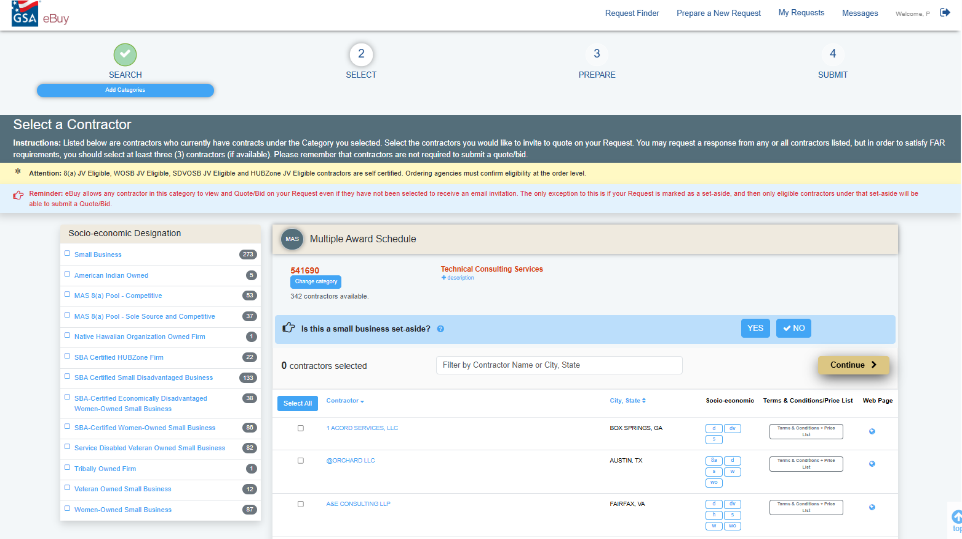 GSA eBuy
Request Finder Prepare a New Request My Requests Messages Welcome, P
2 3 4
SEARCH SELECT PREPARE SUBMIT
Add Categories
Select a Contractor
Instructions: Listed below are contractors who currently have contracts under the Category you selected. Select the contractors you would like to invite to quote on your Request. You may request a response from any or all contractors listed, but in order to satisfy FAR
requirements, you should select at least three (3) contractors (if available). Please remember that contractors are not required to submit a quote/bid.
Attention: 8(a) JV Eligible, WOSB JV Eligible, SDVOSB JV Eligible and HUBZone JV Eligible contractors are self certified. Ordering agencies must confirm eligibility at the order level.
Reminder: eBuy allows any contractor in this category to view and Quote/Bid on your Request even if they have not been selected to receive an email invitation. The only exception to this is if your Request is marked as a set-aside, and then only eligible contractors under that set-aside will be
able to submit a Quote/Bid.
Socio-economic Designation
Small Business 273
American Indian Owned 5
MAS 8(a) Pool - Competitive 53
MAS 8(a) Pool - Sole Source and Competitive 37
Native Hawaiian Organization Owned Firm 1
SBA Certified HUBZone Firm 22
SBA Certified Small Disadvantaged Business 133
SBA-Certified Economically Disadvantaged 38
Women-Owned Small Business
SBA-Certified Women-Owned Small Business 88
Service Disabled Veteran Owned Small Business 82
Tribally Owned Firm 1
Veteran Owned Small Business 12
Women-Owned Small Business 87
MAS Multiple Award Schedule
541690 Technical Consulting Services
Change category + description
342 contractors available.
Is this a small business set-aside? ? YES NO
0 contractors selected Filter by Contractor Name or City, State Continue
Select All Contractor City, State Socio-economic Terms & Conditions/Price List Web Page
1 ACORD SERVICES, LLC BOX SPRINGS, GA d dv Terms & Conditions + Price
s List
@ORCHARD LLC AUSTIN, TX 8a d Terms & Conditions + Price
s w List
wo
A&E CONSULTING LLP FAIRFAX, VA d dv Terms & Conditions + Price
h s List
w wo
top